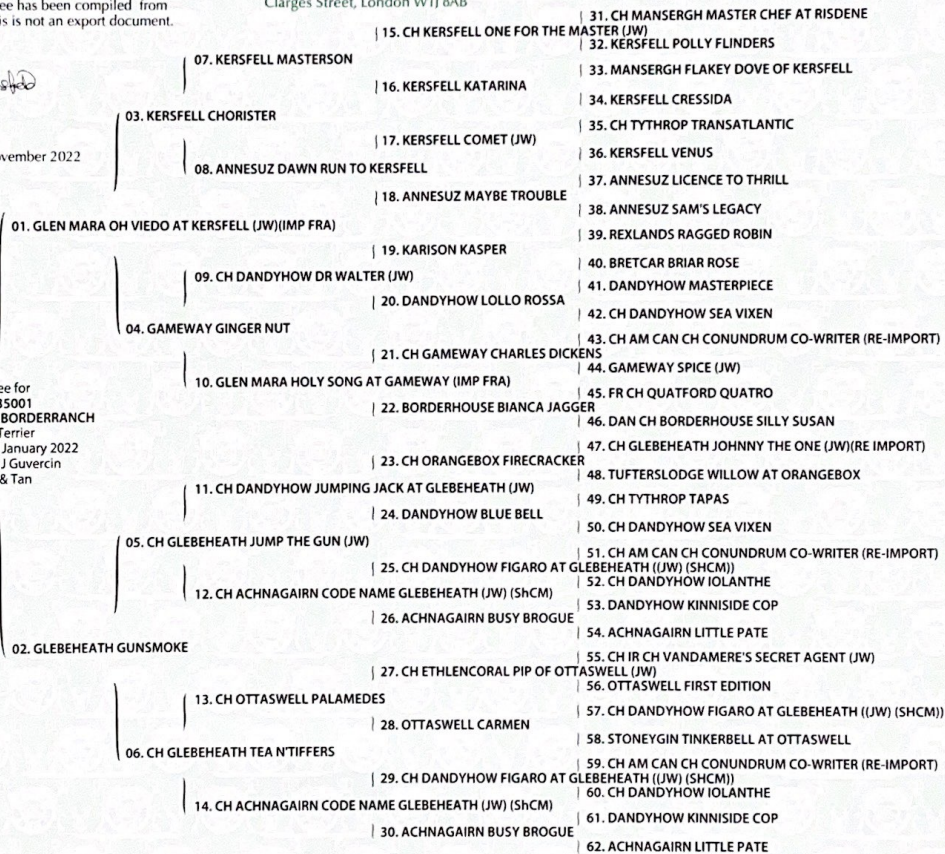 ee has been compiled from
is is not an export document.
Clarges Street, London W1J 8AB
vember 2022
ee for
35001
BORDERRANCH
Terrier
January 2022
J Guvercin
& Tan
01. GLEN MARA OH VIEDO AT KERSFELL (JW)(IMP FRA)
02. GLEBEHEATH GUNSMOKE
03. KERSFELL CHORISTER
04. GAMEWAY GINGER NUT
05. CH GLEBEHEATH JUMP THE GUN (JW)
06. CH GLEBEHEATH TEA N'TIFFERS
07. KERSFELL MASTERSON
08. ANNESUZ DAWN RUN TO KERSFELL
09. CH DANDYHOW DR WALTER (JW)
10. GLEN MARA HOLY SONG AT GAMEWAY (IMP FRA)
11. CH DANDYHOW JUMPING JACK AT GLEBEHEATH (JW)
12. CH ACHNAGAIRN CODE NAME GLEBEHEATH (JW) (ShCM)
13. CH OTTASWELL PALAMEDES
14. CH ACHNAGAIRN CODE NAME GLEBEHEATH (JW) (ShCM)
15. CH KERSFELL ONE FOR THE MASTER (JW)
16. KERSFELL KATARINA
17. KERSFELL COMET (JW)
18. ANNESUZ MAYBE TROUBLE
19. KARISON KASPER
20. DANDYHOW LOLLO ROSSA
21. CH GAMEWAY CHARLES DICKENS
22. BORDERHOUSE BIANCA JAGGER
23. CH ORANGEBOX FIRECRACKER
24. DANDYHOW BLUE BELL
25. CH DANDYHOW FIGARO AT GLEBEHEATH ((JW) (SHCM))
26. ACHNAGAIRN BUSY BROGUE
27. CH ETHLENCORAL PIP OF OTTASWELL (JW)
28. OTTASWELL CARMEN
29. CH DANDYHOW FIGARO AT GLEBEHEATH ((JW) (SHCM))
30. ACHNAGAIRN BUSY BROGUE
31. CH MANSERGH MASTER CHEF AT RISDENE
32. KERSFELL POLLY FLINDERS
33. MANSERGH FLAKEY DOVE OF KERSFELL
34. KERSFELL CRESSIDA
35. CH TYTHROP TRANSATLANTIC
36. KERSFELL VENUS
37. ANNESUZ LICENCE TO THRILL
38. ANNESUZ SAM'S LEGACY
39. REXLANDS RAGGED ROBIN
40. BRETCAR BRIAR ROSE
41. DANDYHOW MASTERPIECE
42. CH DANDYHOW SEA VIXEN
43. CH AM CAN CH CONUNDRUM CO-WRITER (RE-IMPORT)
44. GAMEWAY SPICE (JW)
45. FR CH QUATFORD QUATRO
46. DAN CH BORDERHOUSE SILLY SUSAN
47. CH GLEBEHEATH JOHNNY THE ONE (JW)(RE IMPORT)
48. TUFTERSLODGE WILLOW AT ORANGEBOX
49. CH TYTHROP TAPAS
50. CH DANDYHOW SEA VIXEN
51. CH AM CAN CH CONUNDRUM CO-WRITER (RE-IMPORT)
52. CH DANDYHOW IOLANTHE
53. DANDYHOW KINNISIDE COP
54. ACHNAGAIRN LITTLE PATE
55. CH IR CH VANDAMERE'S SECRET AGENT (JW)
56. OTTASWELL FIRST EDITION
57. CH DANDYHOW FIGARO AT GLEBEHEATH ((JW) (SHCM))
58. STONEYGIN TINKERBELL AT OTTASWELL
59. CH AM CAN CH CONUNDRUM CO-WRITER (RE-IMPORT)
60. CH DANDYHOW IOLANTHE
61. DANDYHOW KINNISIDE COP
62. ACHNAGAIRN LITTLE PATE